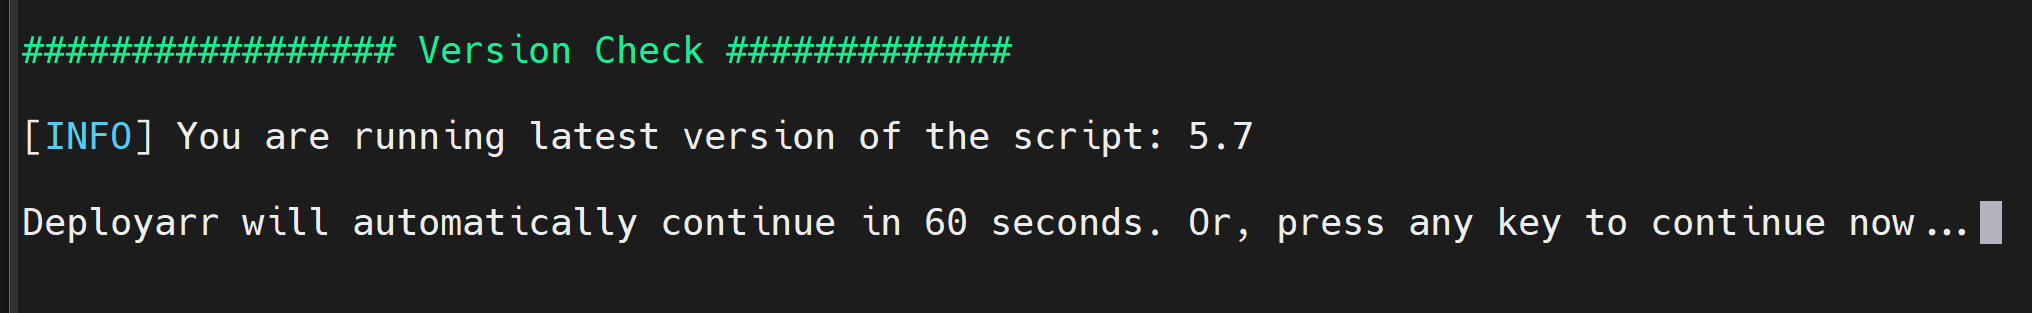 ################# Version Check #############
[INFO] You are running latest version of the script: 5.7
Deployarr will automatically continue in 60 seconds. Or, press any key to continue now...